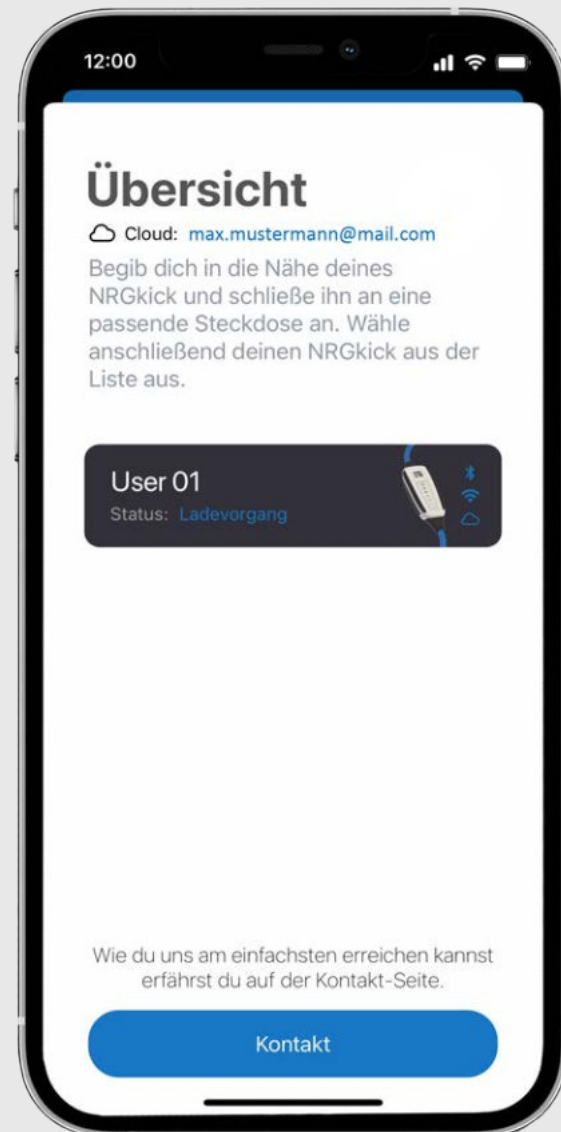 12:00
Übersicht
Cloud: max.mustermann@mail.com
Begib dich in die Nähe deines
NRGkick und schließe ihn an eine
passende Steckdose an. Wähle
anschließend deinen NRGkick aus der
Liste aus.
User 01
Status: Ladevorgang
Wie du uns am einfachsten erreichen kannst
erfährst du auf der Kontakt-Seite.
Kontakt